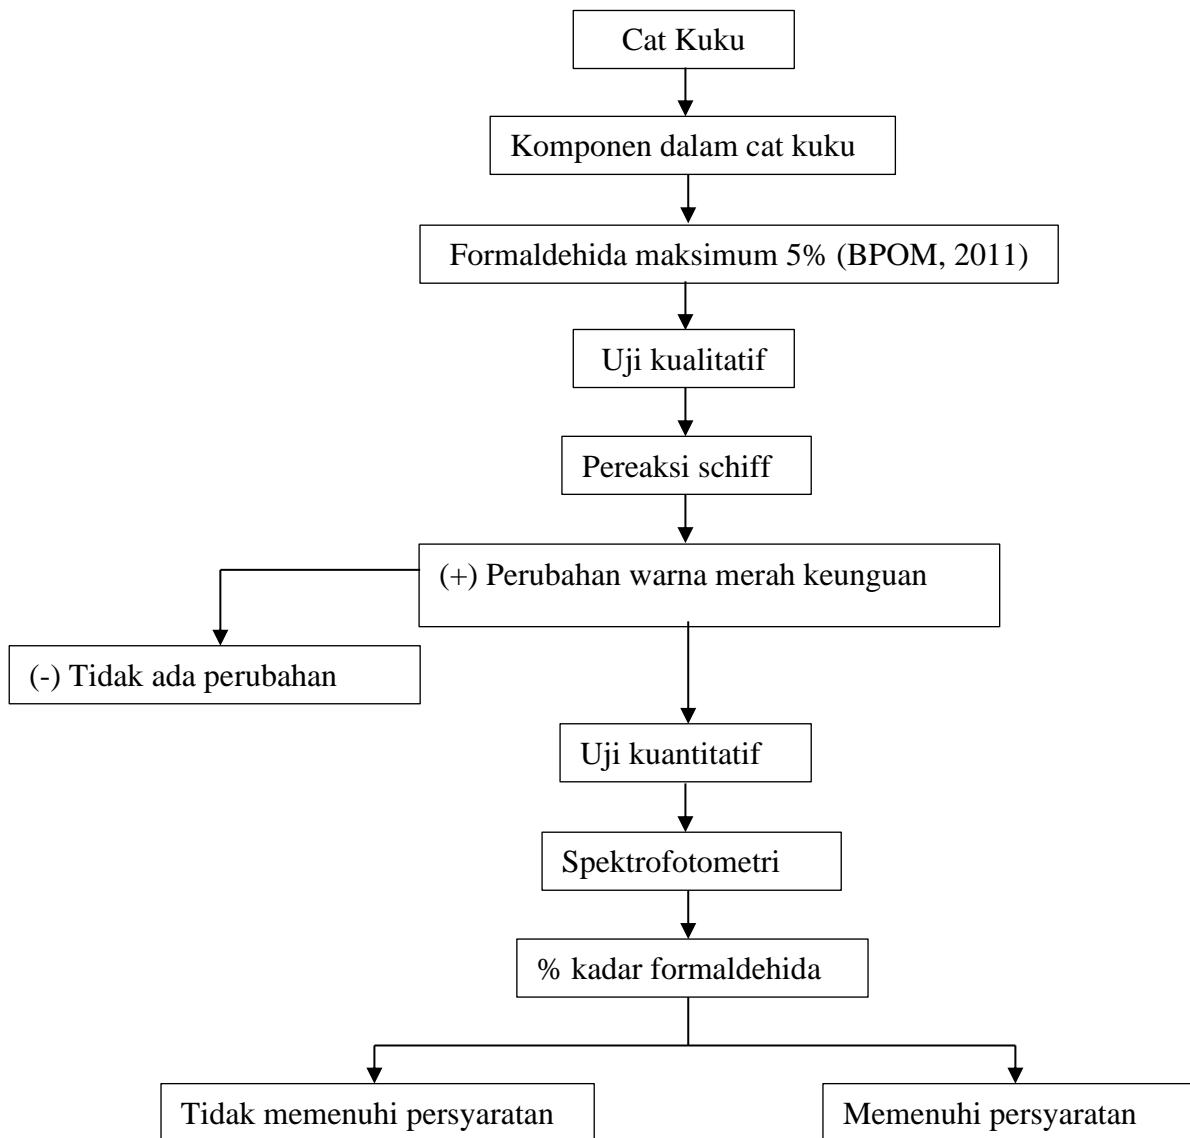 Cat Kuku
Komponen dalam cat kuku
Formaldehida maksimum 5% (BPOM, 2011)
Uji kualitatif
Pereaksi schiff
(+) Perubahan warna merah keunguan
(-) Tidak ada perubahan
Uji kuantitatif
Spektrofotometri
% kadar formaldehida
Tidak memenuhi persyaratan
Memenuhi persyaratan